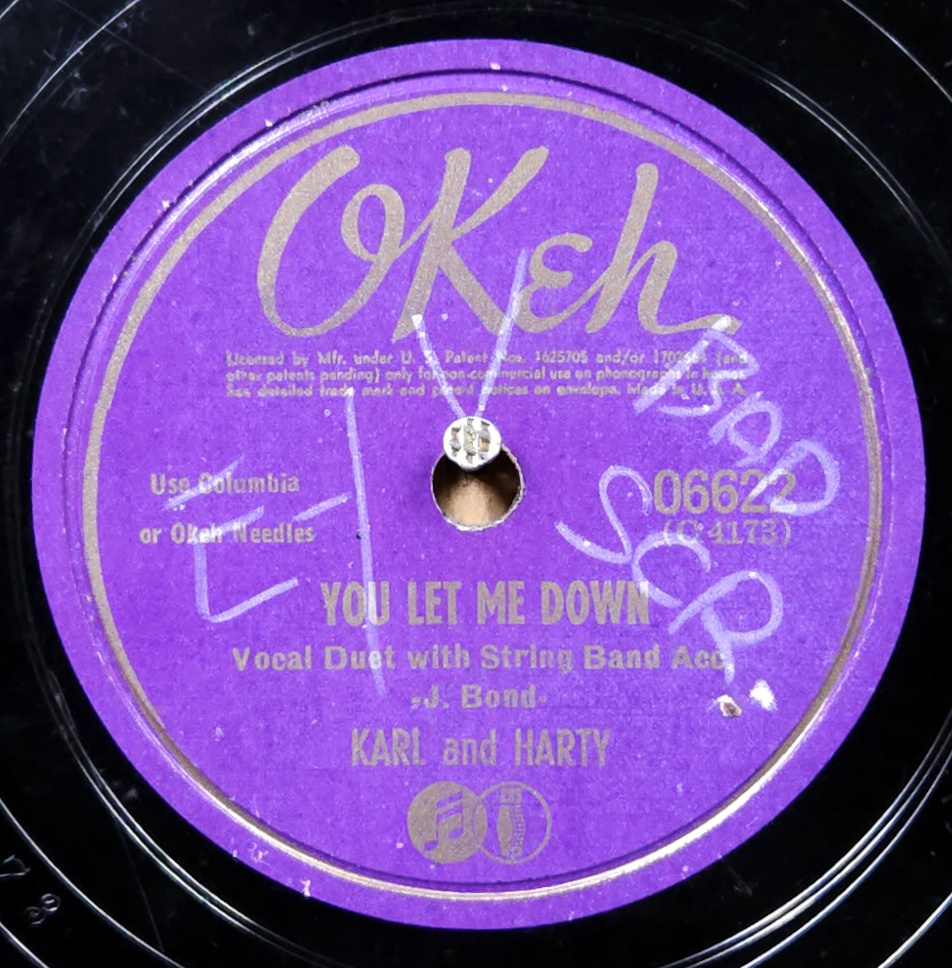 OKeh
Licensed by Mfr. under U. S. Patent Nos. 1625705 and/or 1702564 (and
other patents pending) only for non-commercial use on phonographs in homes.
See detailed trade mark and patent notices on envelope. Made in U. S. A.
Use Columbia
or Okeh Needles
06622
(C 4173)
YOU LET ME DOWN
Vocal Duet with String Band Acc.
-J. Bond-
KARL and HARTY
CBS
SCR.